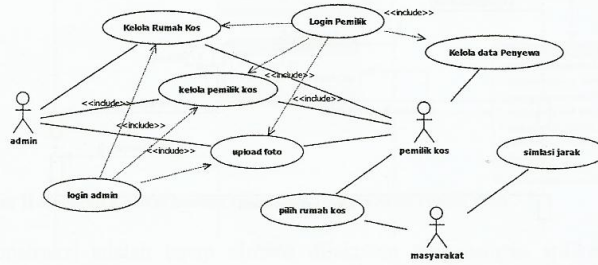 Kelola Rumah Kos
Login Pemilik
<<include>>
Kelola data Penyewa
kelola pemilik kos
<<include>>
<<include>>
admin
<<include>>
<<include>>
upload foto
pemilik kos
simlasi jarak
login admin
pilih rumah kos
masyarakat